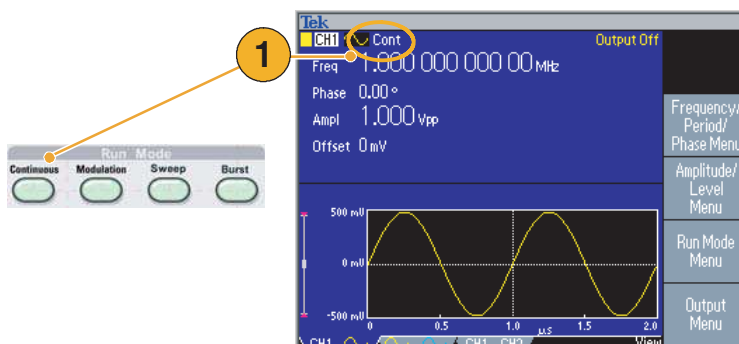 1
Run Mode
Continuous Modulation Sweep Burst
Tek
CH1 Cont Output Off
Freq 1.000 000 000 00 MHz
Phase 0.00 °
Ampl 1.000 Vpp
Offset 0 mV
Frequency/
Period/
Phase Menu
Amplitude/
Level
Menu
Run Mode
Menu
Output
Menu
500 mV
0 mV
-500 mV
0 0.5 1.0 µs 1.5 2.0
CH1 CH1 CH2 View